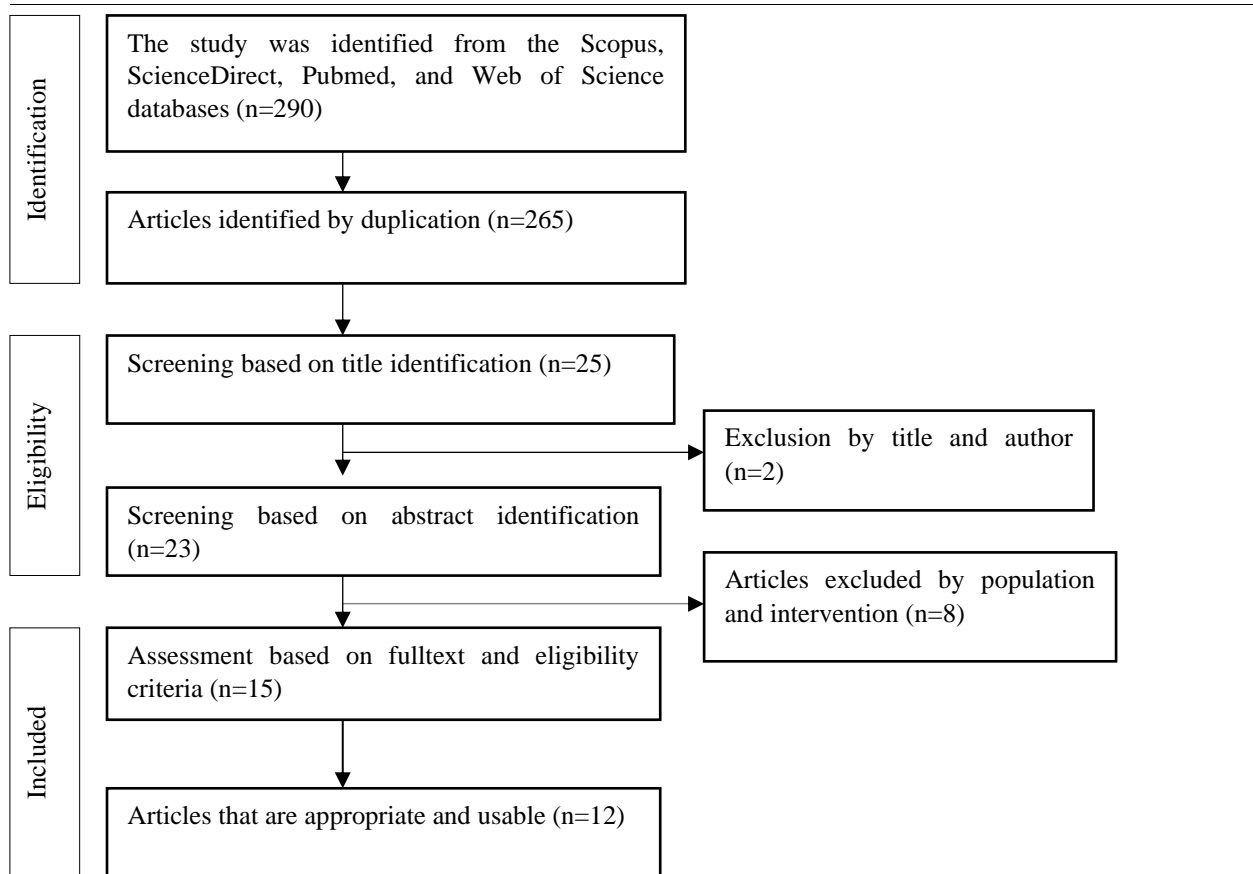 Identification
The study was identified from the Scopus,
ScienceDirect, Pubmed, and Web of Science
databases (n=290)
Articles identified by duplication (n=265)
Eligibility
Screening based on title identification (n=25)
Exclusion by title and author
(n=2)
Screening based on abstract identification
(n=23)
Articles excluded by population
and intervention (n=8)
Included
Assessment based on fulltext and eligibility
criteria (n=15)
Articles that are appropriate and usable (n=12)